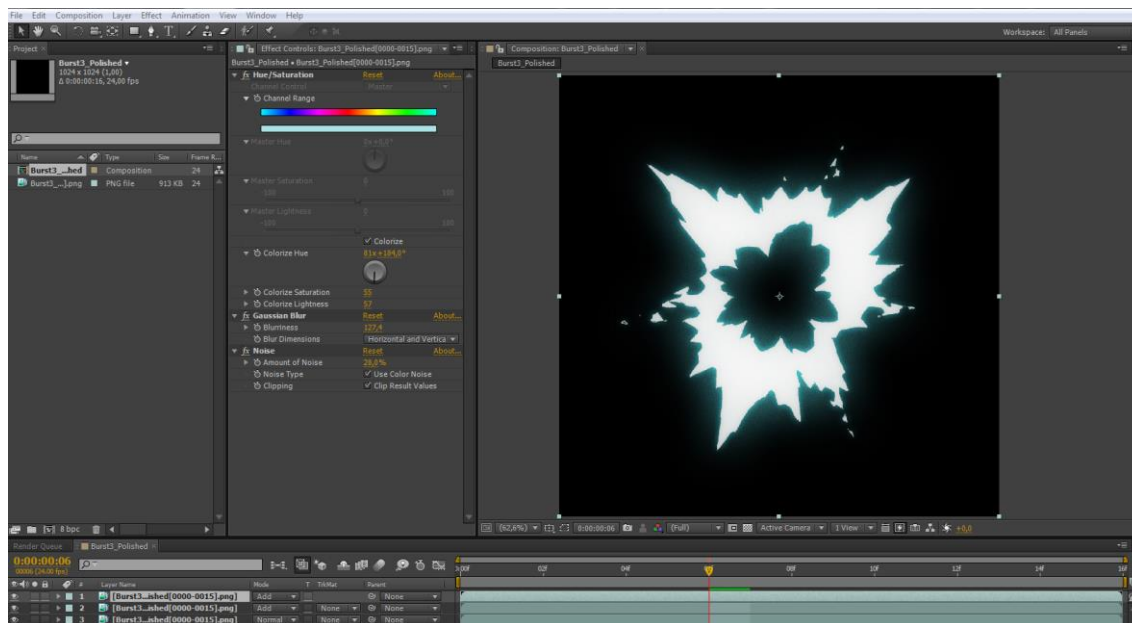 File Edit Composition Layer Effect Animation View Window Help
Workspace: All Panels
Project
Burst3_Polished
1024 x 1024 (1,00)
Δ 0:00:00:16, 24,00 fps
Name Type Size Frame R...
Burst3_...hed Composition 24
Burst3_...].png PNG file 913 KB 24
8 bpc
Effect Controls: Burst3_Polished[0000-0015].png
Burst3_Polished • Burst3_Polished[0000-0015].png
fx Hue/Saturation Reset About...
Channel Control Master
Channel Range
Master Hue 0x+0,0°
Master Saturation 0
-100 100
Master Lightness 0
-100 100
Colorize
Colorize Hue 81x+184,0°
Colorize Saturation 55
Colorize Lightness 57
fx Gaussian Blur Reset About...
Blurriness 127,4
Blur Dimensions Horizontal and Vertica
fx Noise Reset About...
Amount of Noise 28,0%
Noise Type Use Color Noise
Clipping Clip Result Values
Composition: Burst3_Polished
Burst3_Polished
(62,6%) 0:00:00:06 (Full) Active Camera 1 View +0,0
Render Queue Burst3_Polished
0:00:00:06
00006 (24.00 fps)
# Layer Name Mode T TrkMat Parent
02f 04f 08f 10f 12f 14f 16f
1 [Burst3...ished[0000-0015].png] Add None
2 [Burst3...ished[0000-0015].png] Add None None
3 [Burst3...ished[0000-0015].png] Normal None None